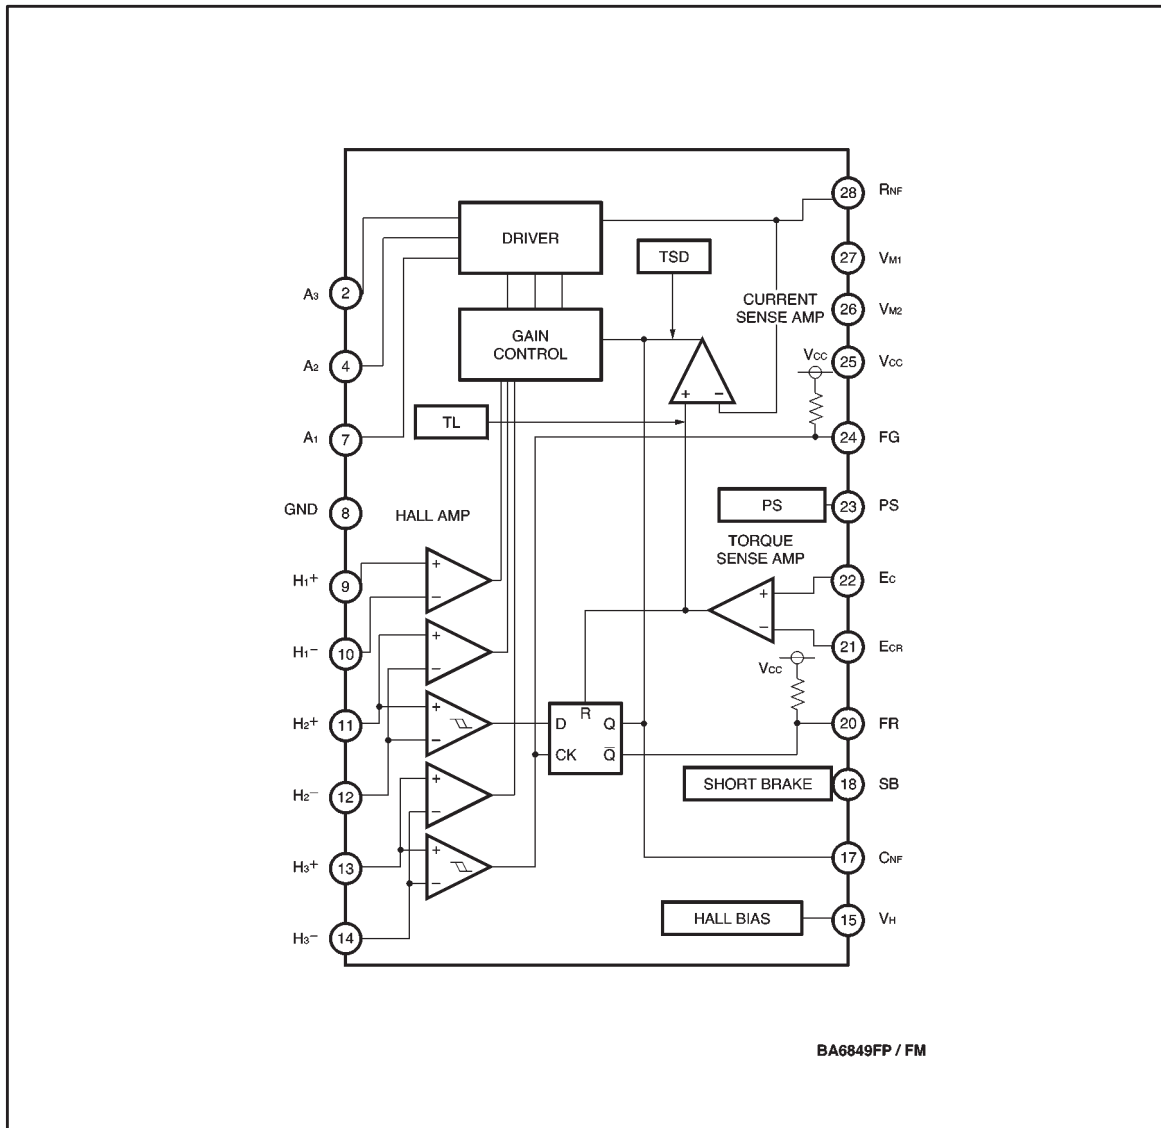 28 RNF
DRIVER
TSD
27 VM1
A3 2
CURRENT
SENSE AMP
26 VM2
GAIN
CONTROL
VCC
25 VCC
A2 4
+ −
TL
A1 7
24 FG
PS
23 PS
GND 8
HALL AMP
TORQUE
SENSE AMP
H1+ 9
+
−
22 EC
+
−
H1− 10
+
−
21 ECR
VCC
H2+ 11
+
−
R
D Q
CK Q̅
20 FR
H2− 12
+
−
SHORT BRAKE
18 SB
H3+ 13
+
−
17 CNF
HALL BIAS
15 VH
H3− 14
BA6849FP / FM